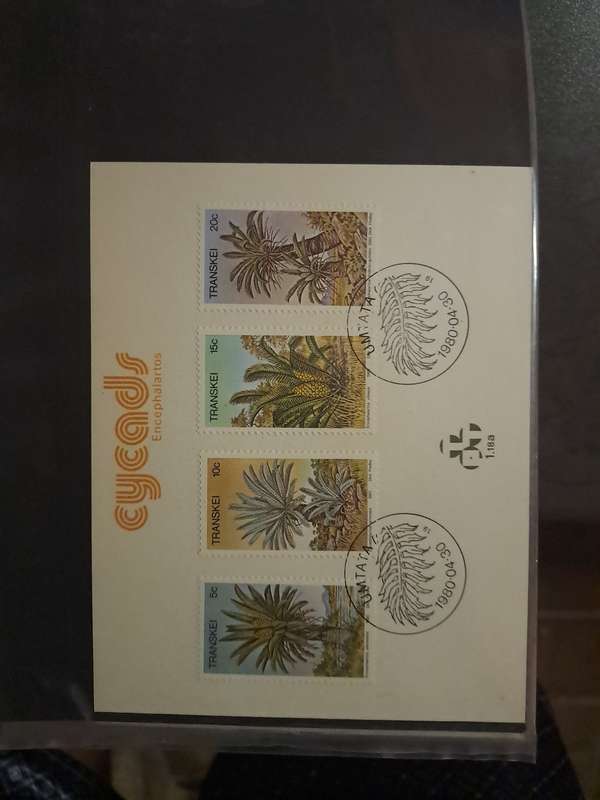 cycads
Encephalartos
TRANSKEI 5c
TRANSKEI 10c
TRANSKEI 15c
TRANSKEI 20c
UMTATA
1980·04·30
UMTATA
1980·04·30
1.18a